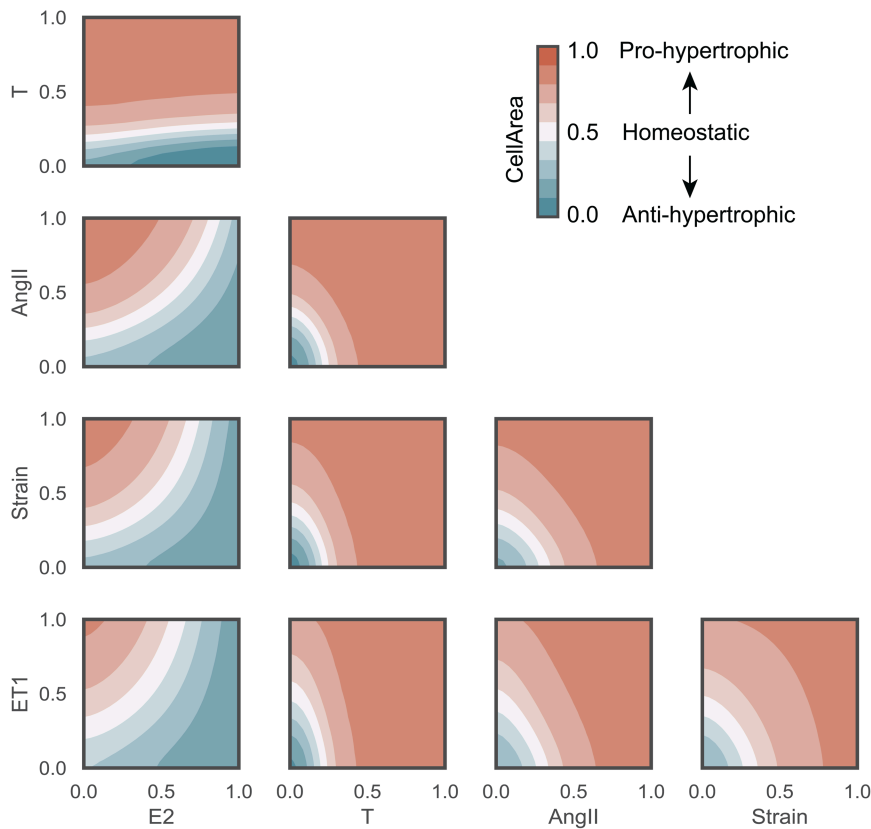 1.0
0.5
0.0
T
CellArea
1.0 Pro-hypertrophic
0.5 Homeostatic
0.0 Anti-hypertrophic
1.0
0.5
0.0
AngII
1.0
0.5
0.0
Strain
1.0
0.5
0.0
ET1
0.0 0.5 1.0 0.0 0.5 1.0 0.0 0.5 1.0 0.0 0.5 1.0
E2 T AngII Strain